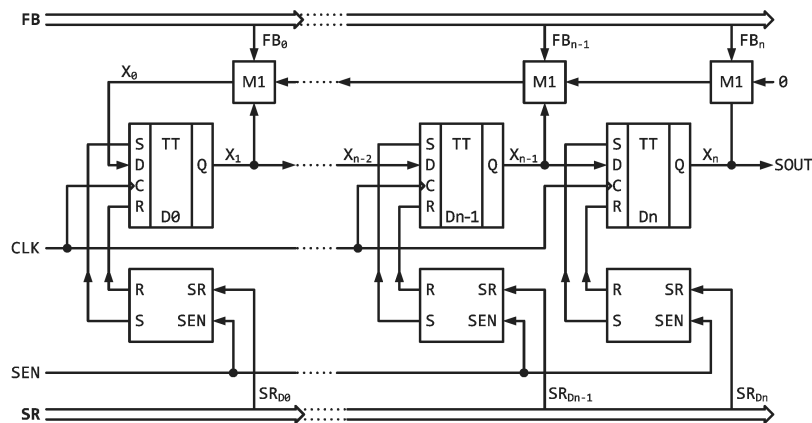 FB
FB0 FBn-1 FBn
X0 M1 M1 M1 0
S TT S TT S TT
D Q X1 Xn-2 D Q Xn-1 D Q Xn SOUT
C C C
R R R
D0 Dn-1 Dn
CLK
R SR R SR R SR
S SEN S SEN S SEN
SEN
SRD0 SRDn-1 SRDn
SR